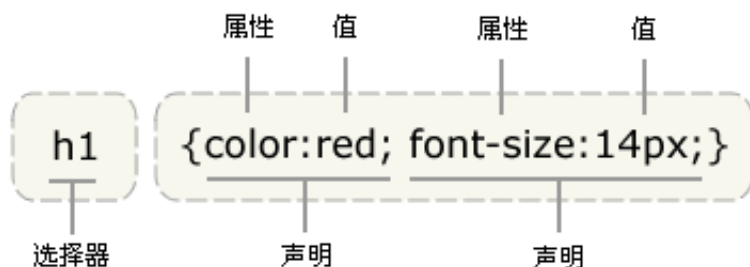 属性 值 属性 值
h1 {color:red; font-size:14px;}
选择器 声明 声明